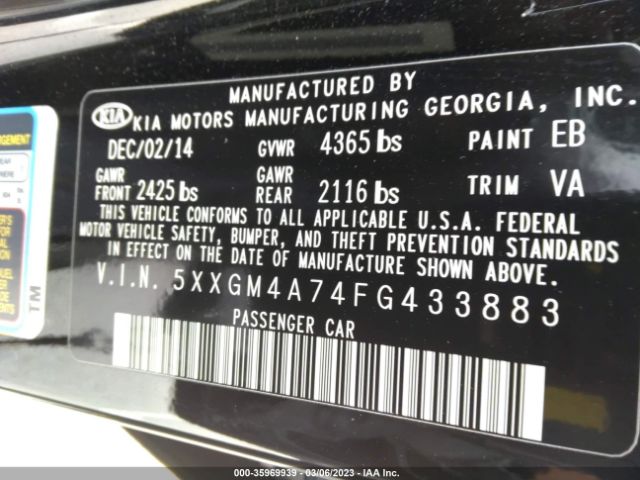 MANUFACTURED BY
KIA KIA MOTORS MANUFACTURING GEORGIA, INC.
DEC/02/14 GVWR 4365 lbs PAINT EB
GAWR FRONT 2425 lbs GAWR REAR 2116 lbs TRIM VA
THIS VEHICLE CONFORMS TO ALL APPLICABLE U.S.A. FEDERAL
MOTOR VEHICLE SAFETY, BUMPER, AND THEFT PREVENTION STANDARDS
IN EFFECT ON THE DATE OF MANUFACTURE SHOWN ABOVE.
V.I.N. 5XXGM4A74FG433883
PASSENGER CAR
TM
000-35969939 - 03/06/2023 - IAA Inc.